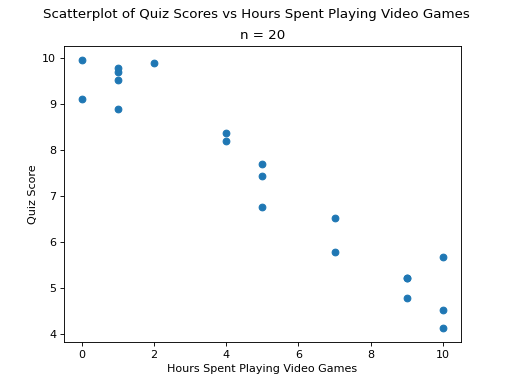 Scatterplot of Quiz Scores vs Hours Spent Playing Video Games
n = 20
10
9
8
7
6
5
4
Quiz Score
0 2 4 6 8 10
Hours Spent Playing Video Games